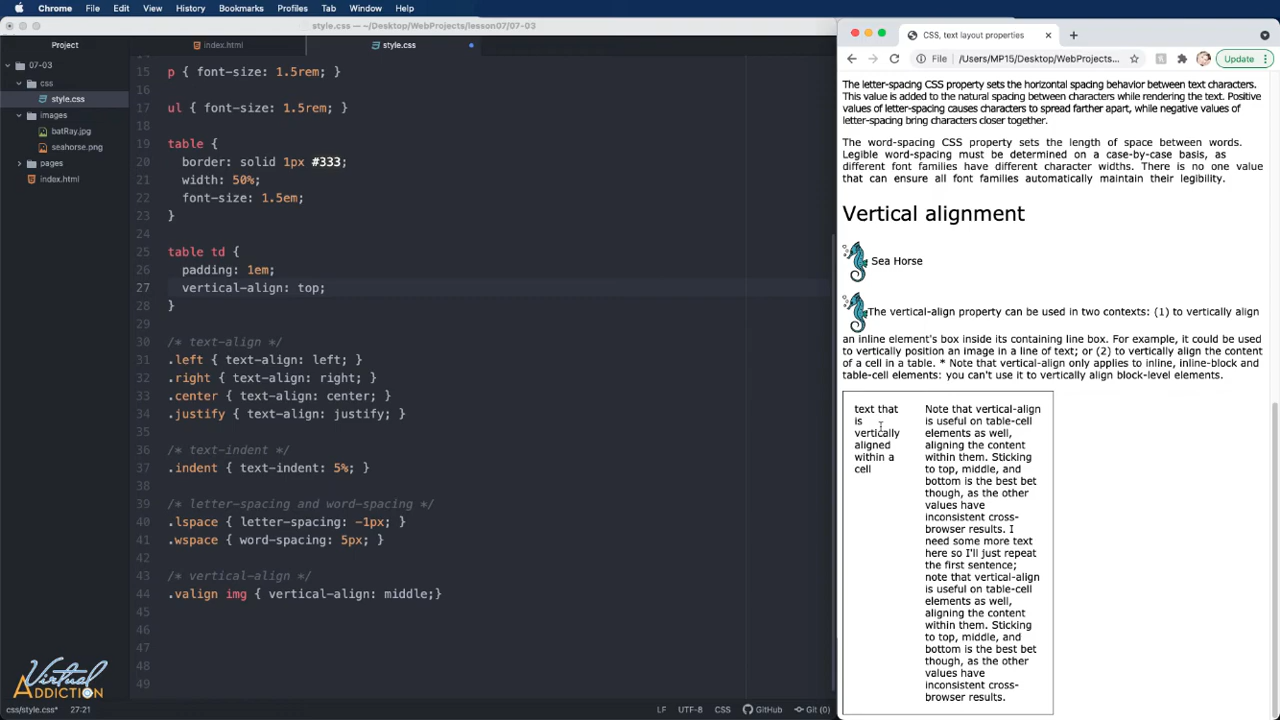 Chrome File Edit View History Bookmarks Profiles Tab Window Help
style.css — ~/Desktop/WebProjects/lesson07/07-03
Project
index.html
style.css
07-03
css
style.css
images
batRay.jpg
seahorse.png
pages
index.html
15 p { font-size: 1.5rem; }
16
17 ul { font-size: 1.5rem; }
18
19 table {
20 border: solid 1px #333;
21 width: 50%;
22 font-size: 1.5em;
23 }
24
25 table td {
26 padding: 1em;
27 vertical-align: top;
28 }
29
30 /* text-align */
31 .left { text-align: left; }
32 .right { text-align: right; }
33 .center { text-align: center; }
34 .justify { text-align: justify; }
35
36 /* text-indent */
37 .indent { text-indent: 5%; }
38
39 /* letter-spacing and word-spacing */
40 .lspace { letter-spacing: -1px; }
41 .wspace { word-spacing: 5px; }
42
43 /* vertical-align */
44 .valign img { vertical-align: middle;}
45
46
47
48
49
Virtual
ADDICTION
css/style.css* 27:21
LF UTF-8 CSS GitHub Git (0)
CSS, text layout properties
File /Users/MP15/Desktop/WebProjects... Update
The letter-spacing CSS property sets the horizontal spacing behavior between text characters.
This value is added to the natural spacing between characters while rendering the text. Positive
values of letter-spacing causes characters to spread farther apart, while negative values of
letter-spacing bring characters closer together.
The word-spacing CSS property sets the length of space between words.
Legible word-spacing must be determined on a case-by-case basis, as
different font families have different character widths. There is no one value
that can ensure all font families automatically maintain their legibility.
Vertical alignment
Sea Horse
The vertical-align property can be used in two contexts: (1) to vertically align
an inline element's box inside its containing line box. For example, it could be used
to vertically position an image in a line of text; or (2) to vertically align the content
of a cell in a table. * Note that vertical-align only applies to inline, inline-block and
table-cell elements: you can't use it to vertically align block-level elements.
text that
is
vertically
aligned
within a
cell
Note that vertical-align
is useful on table-cell
elements as well,
aligning the content
within them. Sticking
to top, middle, and
bottom is the best bet
though, as the other
values have
inconsistent cross-
browser results. I
need some more text
here so I'll just repeat
the first sentence;
note that vertical-align
is useful on table-cell
elements as well,
aligning the content
within them. Sticking
to top, middle, and
bottom is the best bet
though, as the other
values have
inconsistent cross-
browser results.